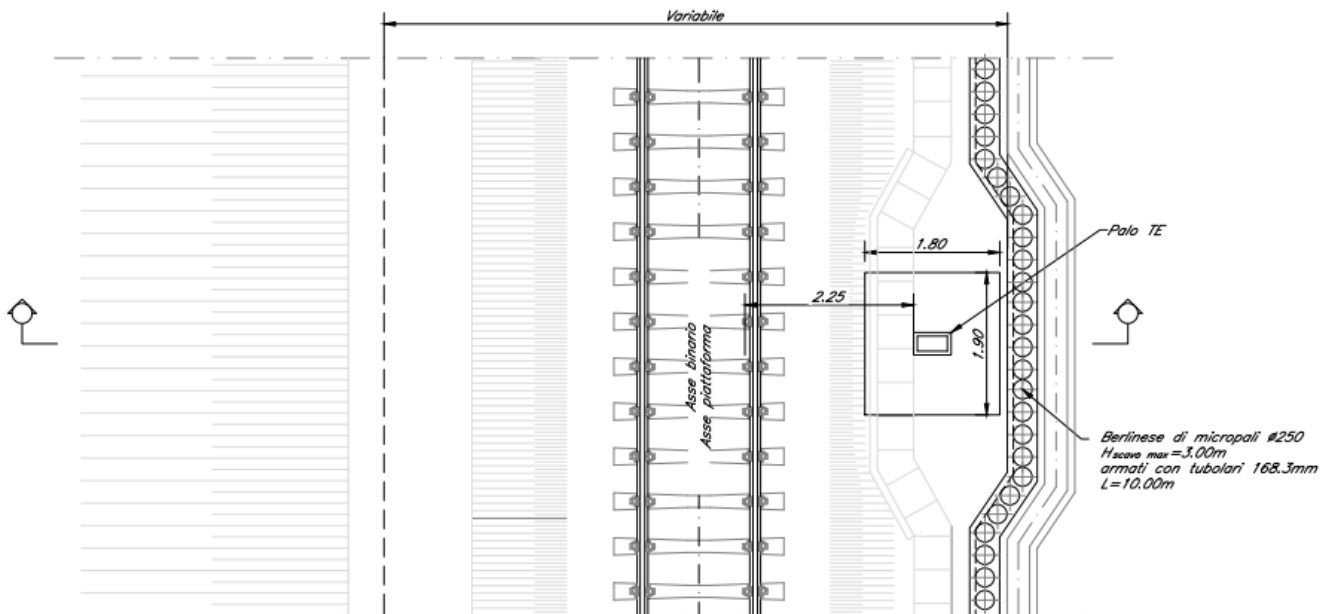 Variabile
Palo TE
1.80
2.25
1.90
Asse binario
Asse piattaforma
Berlinese di micropali ø250
Hscavo max=3.00m
armati con tubolari 168.3mm
L=10.00m